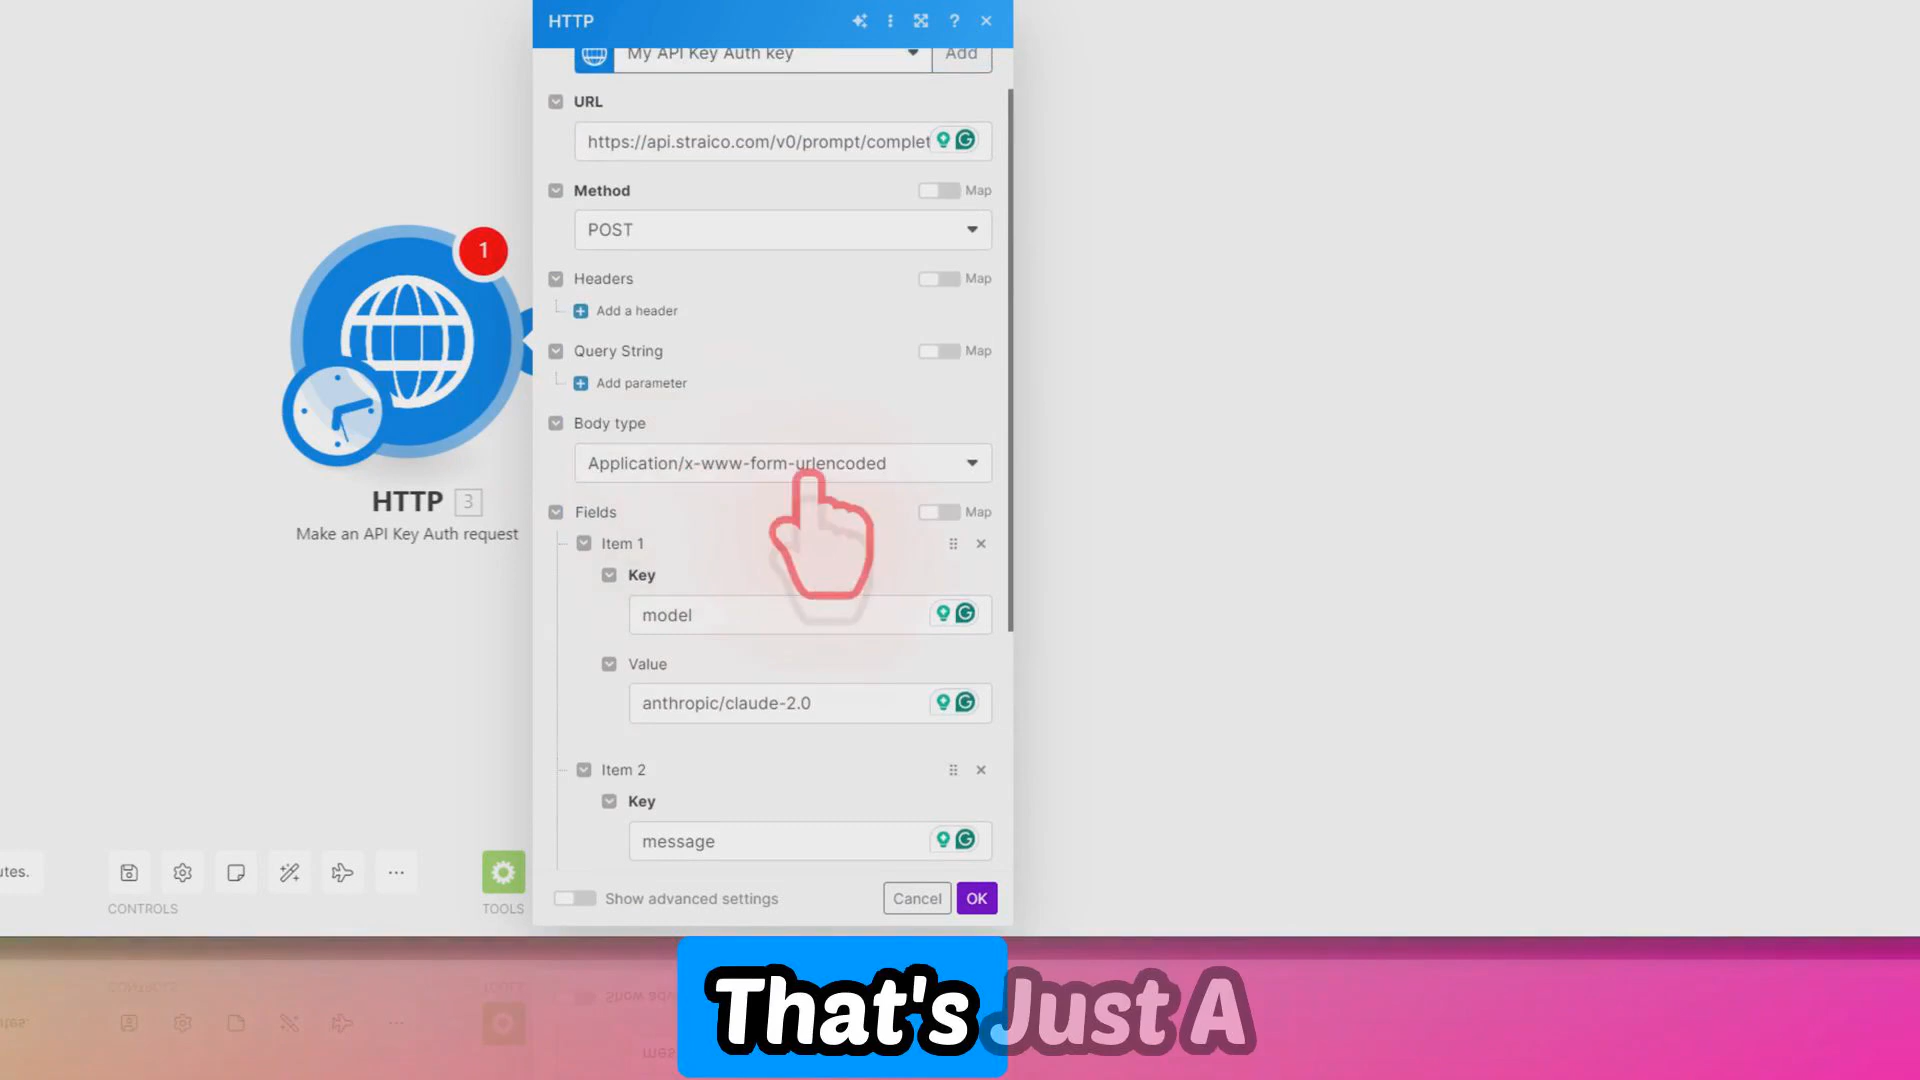 HTTP
?
My API Key Auth key
Add
URL
https://api.straico.com/v0/prompt/complet
Method
Map
POST
Headers
Map
Add a header
Query String
Map
Add parameter
Body type
Application/x-www-form-urlencoded
Fields
Map
Item 1
Key
model
Value
anthropic/claude-2.0
Item 2
Key
message
Show advanced settings
Cancel
OK
1
HTTP 3
Make an API Key Auth request
utes.
CONTROLS
TOOLS
That's Just A